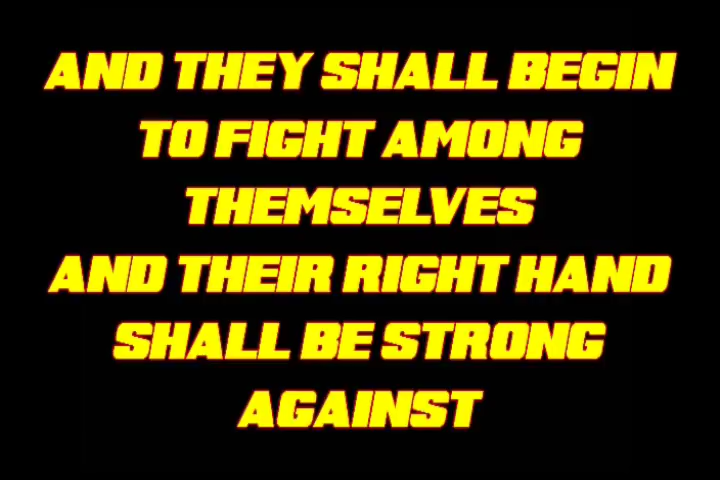 AND THEY SHALL BEGIN
TO FIGHT AMONG
THEMSELVES
AND THEIR RIGHT HAND
SHALL BE STRONG
AGAINST